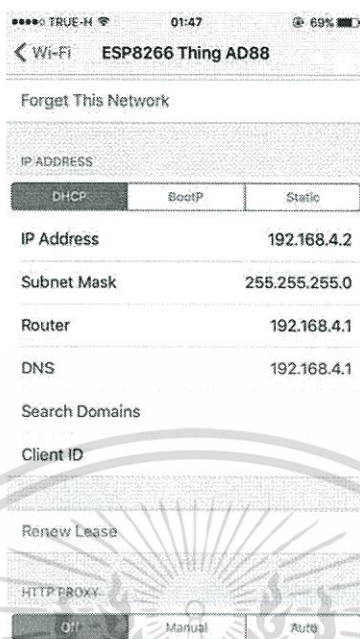 TRUE-H 01:47 69%
Wi-Fi ESP8266 Thing AD88
Forget This Network
IP ADDRESS
DHCP BootP Static
IP Address 192.168.4.2
Subnet Mask 255.255.255.0
Router 192.168.4.1
DNS 192.168.4.1
Search Domains
Client ID
Renew Lease
HTTP PROXY
Off Manual Auto